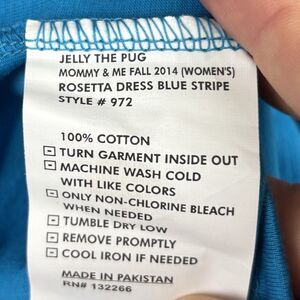 JELLY THE PUG
MOMMY & ME FALL 2014 (WOMEN'S)
ROSETTA DRESS BLUE STRIPE
STYLE # 972
100% COTTON
TURN GARMENT INSIDE OUT
MACHINE WASH COLD
WITH LIKE COLORS
ONLY NON-CHLORINE BLEACH
WHEN NEEDED
TUMBLE DRY LOW
REMOVE PROMPTLY
COOL IRON IF NEEDED
MADE IN PAKISTAN
RN# 132266